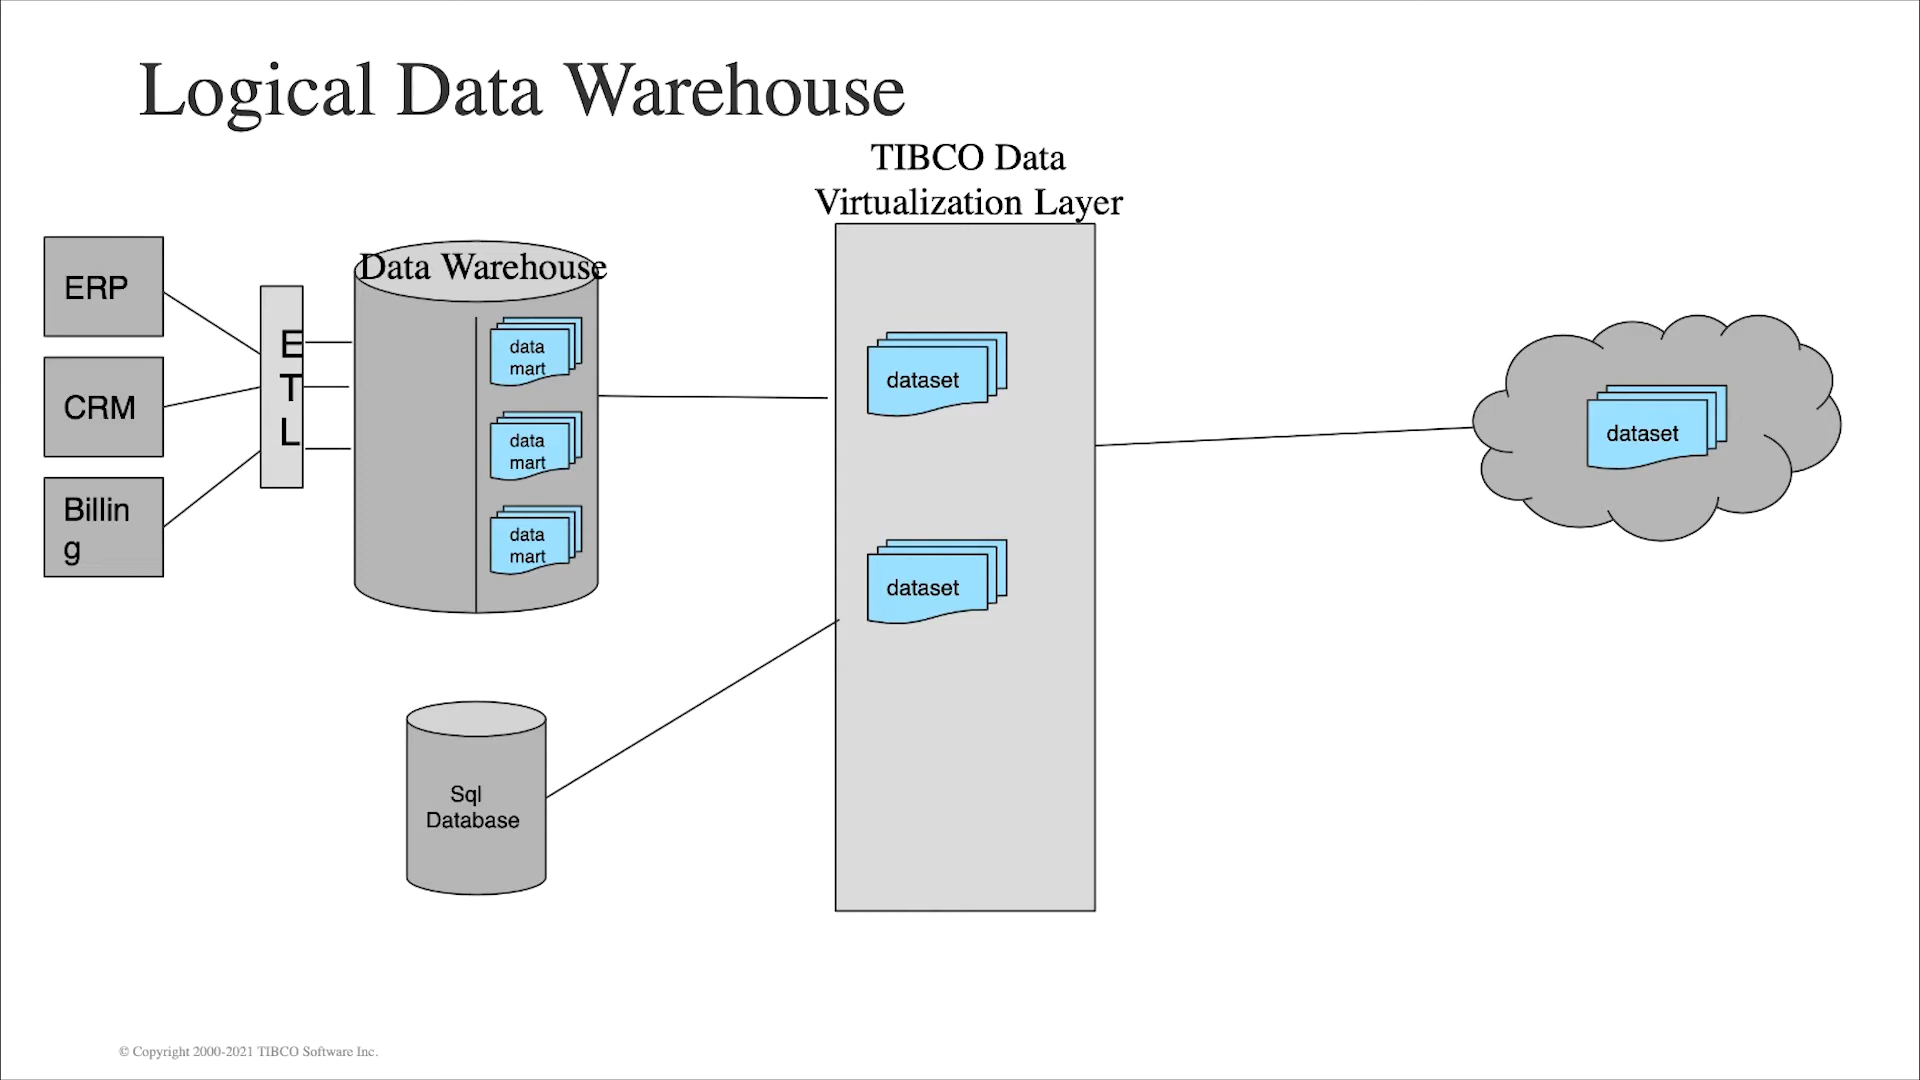 Logical Data Warehouse
TIBCO Data
Virtualization Layer
ERP
CRM
Billin
g
E
T
L
Data Warehouse
data
mart
data
mart
data
mart
dataset
dataset
dataset
Sql
Database
© Copyright 2000-2021 TIBCO Software Inc.